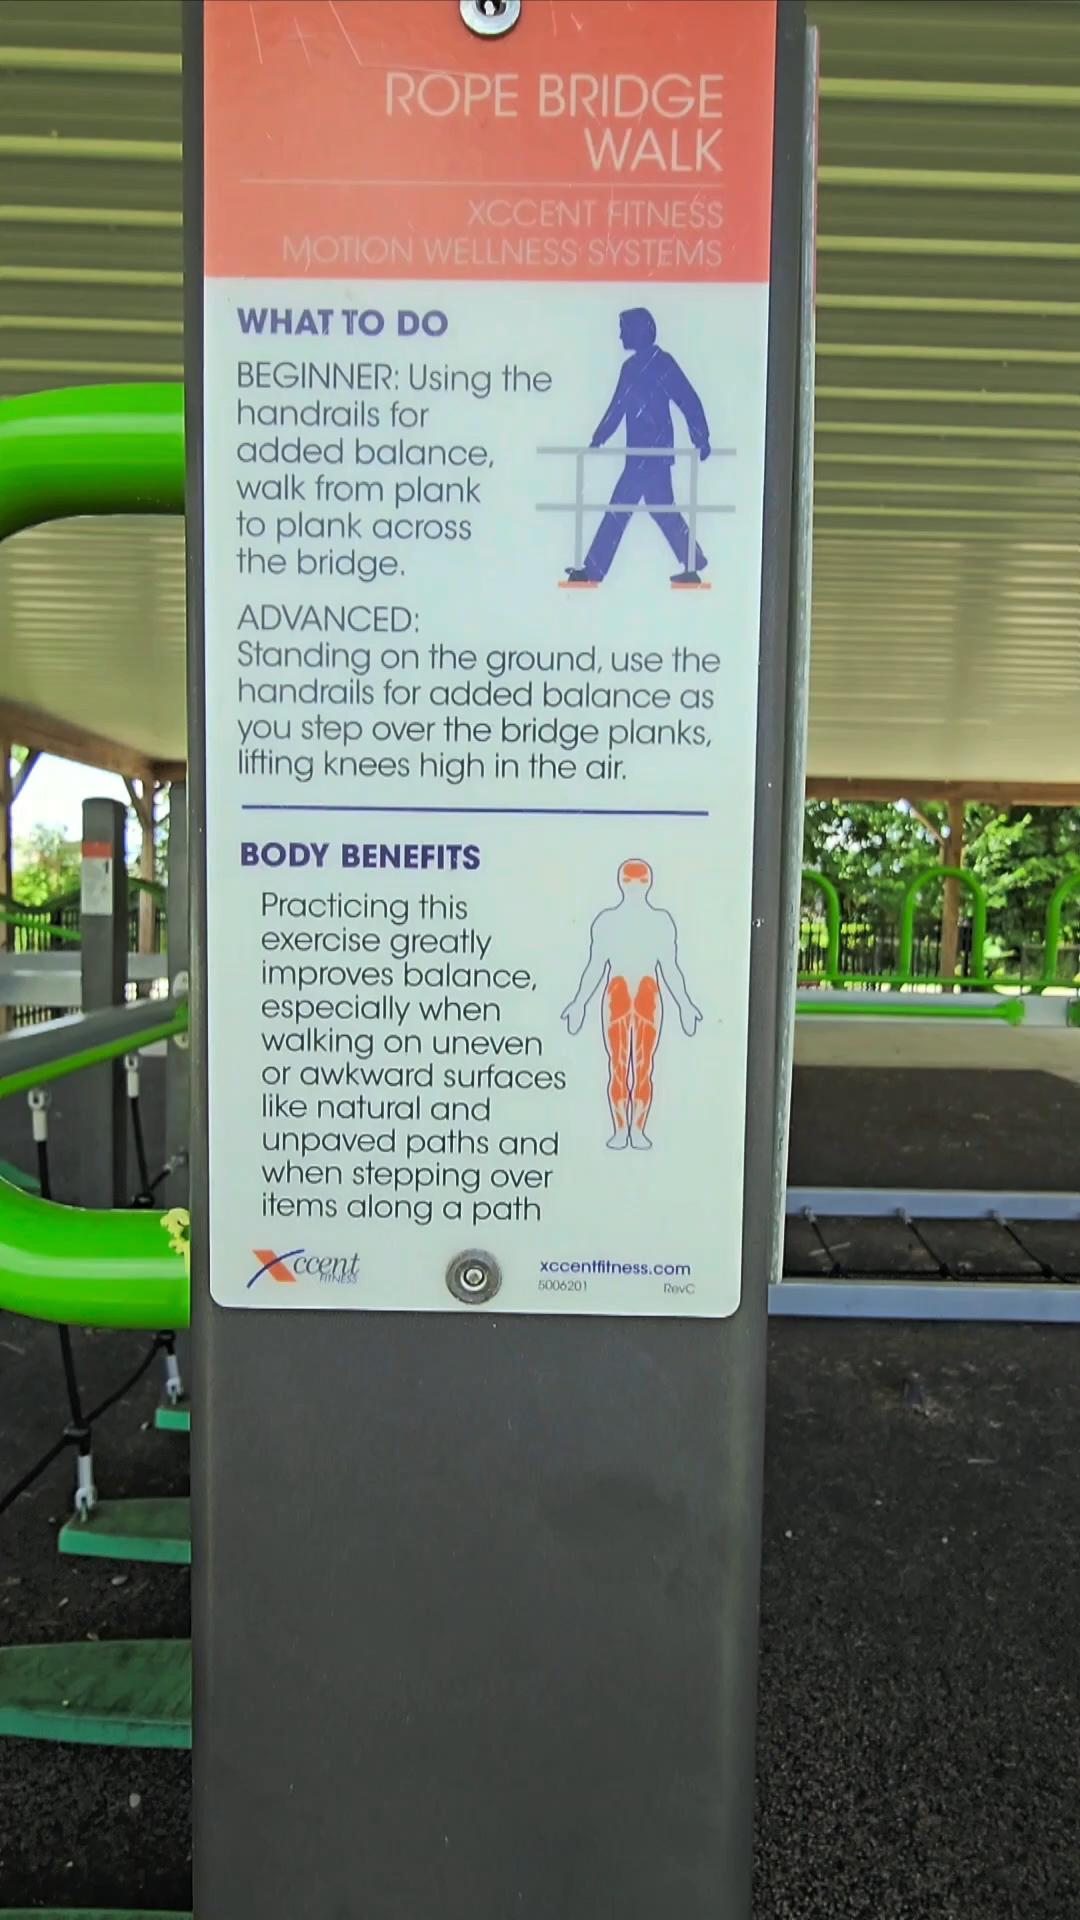 ROPE BRIDGE
WALK
XCCENT FITNESS
MOTION WELLNESS SYSTEMS
WHAT TO DO
BEGINNER: Using the
handrails for
added balance,
walk from plank
to plank across
the bridge.
ADVANCED:
Standing on the ground, use the
handrails for added balance as
you step over the bridge planks,
lifting knees high in the air.
BODY BENEFITS
Practicing this
exercise greatly
improves balance,
especially when
walking on uneven
or awkward surfaces
like natural and
unpaved paths and
when stepping over
items along a path
Xccent
FITNESS
xccentfitness.com
5006201 RevC